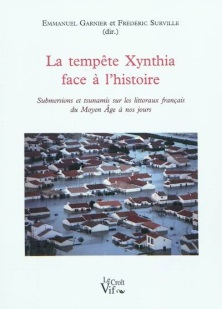 EMMANUEL GARNIER et FRÉDÉRIC SURVILLE
(dir.)
La tempête Xynthia
face à l'histoire
Submersions et tsunamis sur les littoraux français
du Moyen Âge à nos jours
Le Croît
Vif